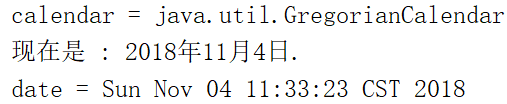 calendar = java.util.GregorianCalendar
现在是 : 2018年11月4日.
date = Sun Nov 04 11:33:23 CST 2018